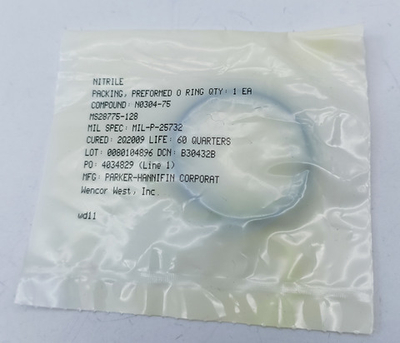 NITRILE
PACKING, PREFORMED O RING QTY: 1 EA
COMPOUND: N0304-75
MS28775-128
MIL SPEC: MIL-P-25732
CURED: 2Q2009 LIFE: 60 QUARTERS
LOT: 0080104896 DCN: B30432B
PO: 4034829 (Line 1)
MFG: PARKER-HANNIFIN CORPORAT
Wencor West, Inc.
wd11